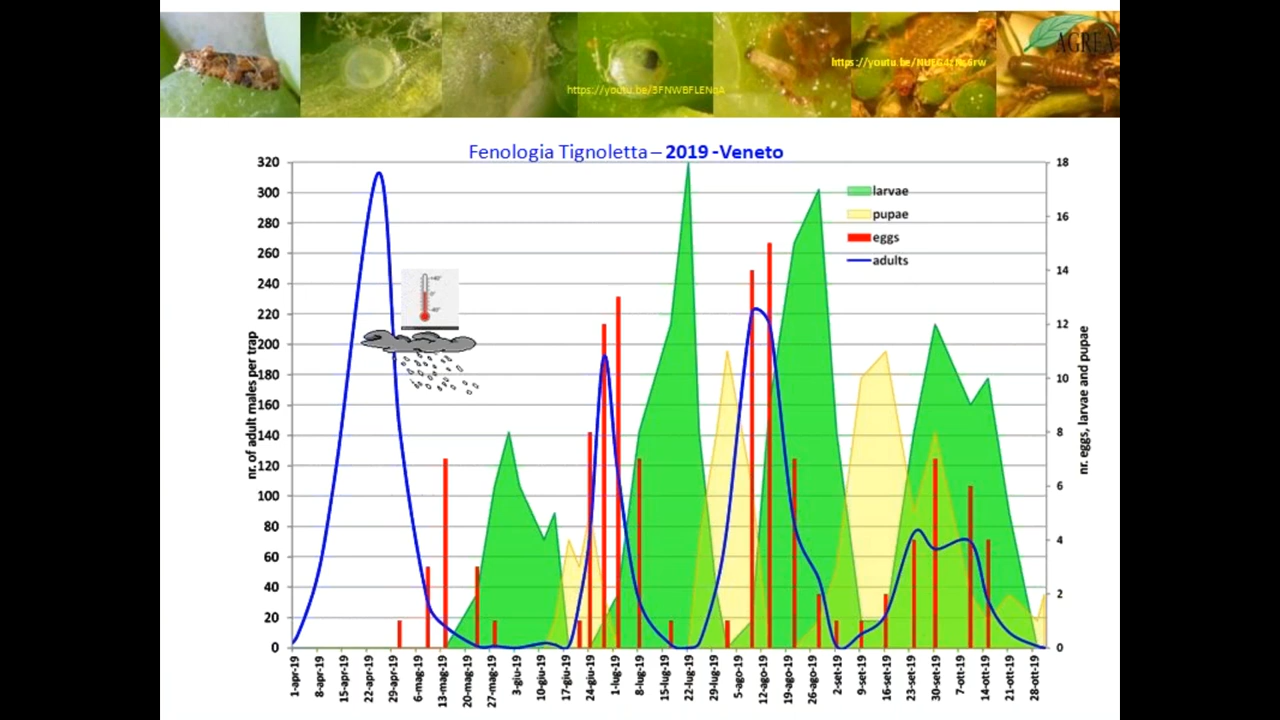 AGREA
https://youtu.be/3FNWBFLENoA
Fenologia Tignoletta – 2019 -Veneto
320
300
280
260
240
220
200
180
160
140
120
100
80
60
40
20
0
nr. of adult males per trap
larvae
pupae
eggs
adults
18
16
14
12
10
8
6
4
2
0
nr. eggs, larvae and pupae
1-apr-19
8-apr-19
15-apr-19
22-apr-19
29-apr-19
6-mag-19
13-mag-19
20-mag-19
27-mag-19
3-giu-19
10-giu-19
17-giu-19
24-giu-19
1-lug-19
8-lug-19
15-lug-19
22-lug-19
29-lug-19
5-ago-19
12-ago-19
19-ago-19
26-ago-19
2-set-19
9-set-19
16-set-19
23-set-19
30-set-19
7-ott-19
14-ott-19
21-ott-19
28-ott-19